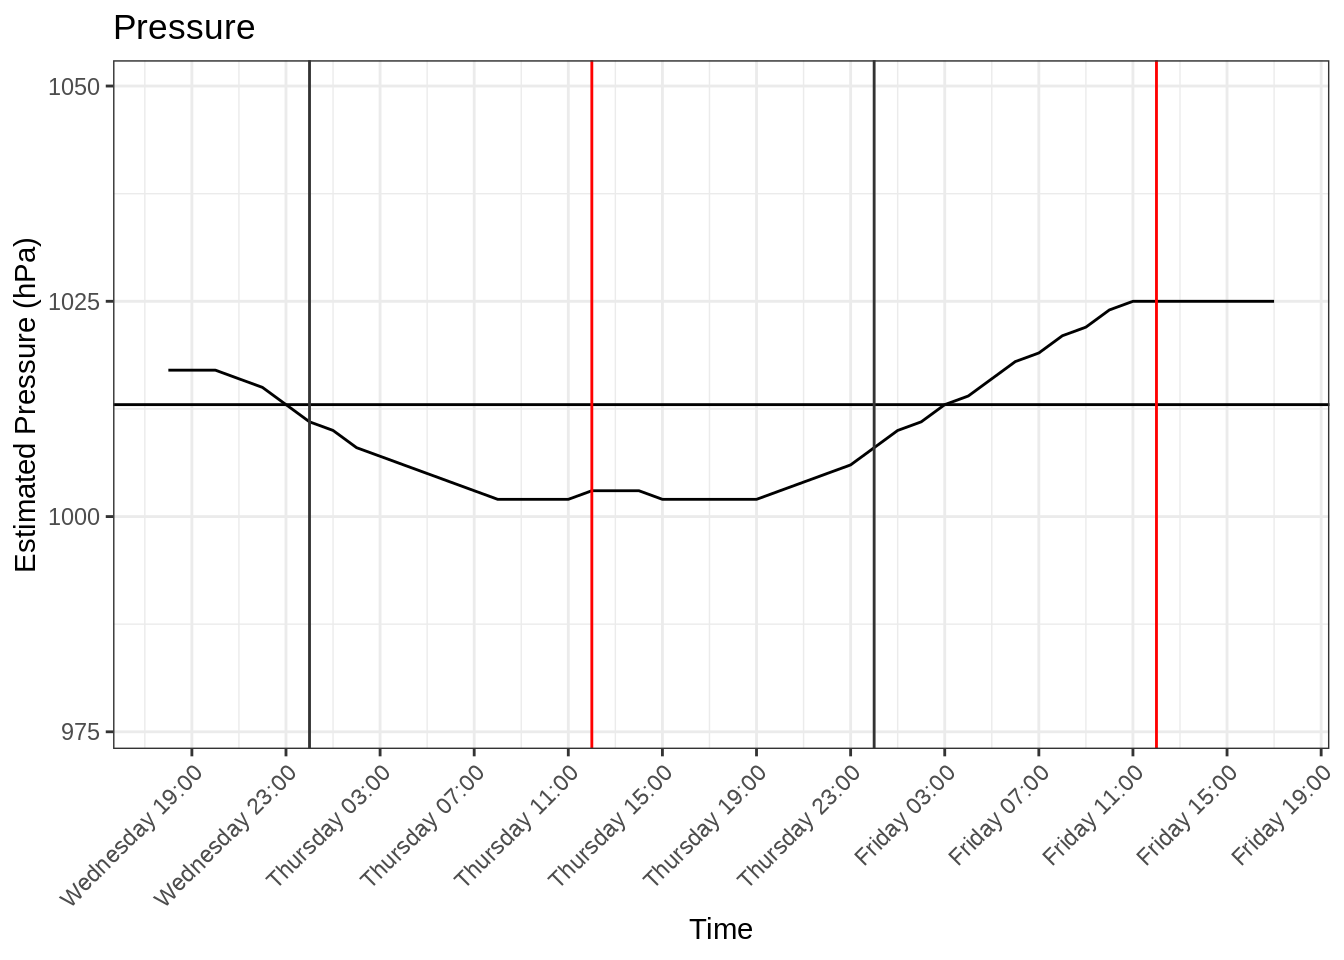 Pressure
Estimated Pressure (hPa)
1050
1025
1000
975
Wednesday 19:00
Wednesday 23:00
Thursday 03:00
Thursday 07:00
Thursday 11:00
Thursday 15:00
Thursday 19:00
Thursday 23:00
Friday 03:00
Friday 07:00
Friday 11:00
Friday 15:00
Friday 19:00
Time